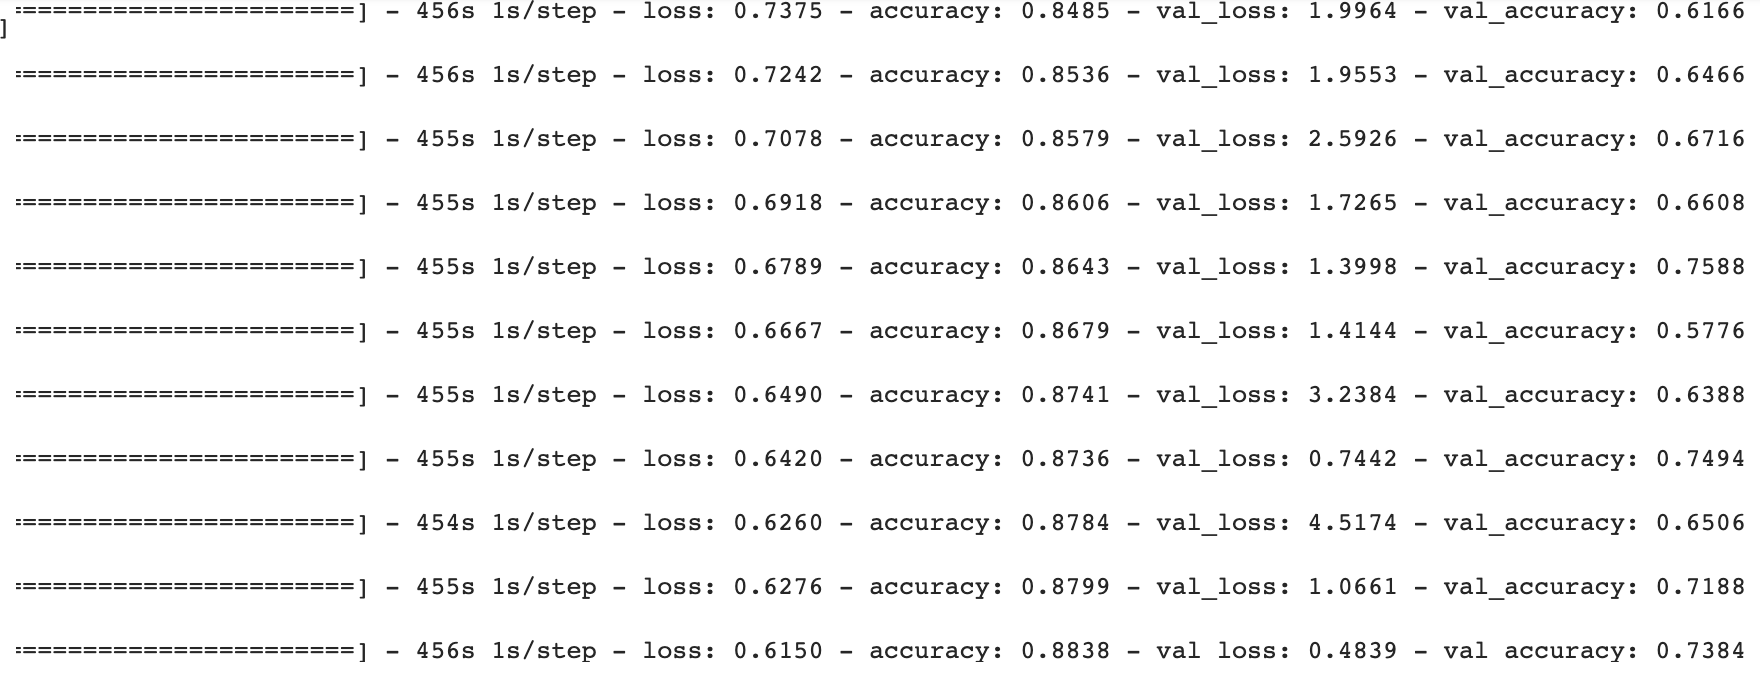 ======================] - 456s 1s/step - loss: 0.7375 - accuracy: 0.8485 - val_loss: 1.9964 - val_accuracy: 0.6166
]
======================] - 456s 1s/step - loss: 0.7242 - accuracy: 0.8536 - val_loss: 1.9553 - val_accuracy: 0.6466
======================] - 455s 1s/step - loss: 0.7078 - accuracy: 0.8579 - val_loss: 2.5926 - val_accuracy: 0.6716
======================] - 455s 1s/step - loss: 0.6918 - accuracy: 0.8606 - val_loss: 1.7265 - val_accuracy: 0.6608
======================] - 455s 1s/step - loss: 0.6789 - accuracy: 0.8643 - val_loss: 1.3998 - val_accuracy: 0.7588
======================] - 455s 1s/step - loss: 0.6667 - accuracy: 0.8679 - val_loss: 1.4144 - val_accuracy: 0.5776
======================] - 455s 1s/step - loss: 0.6490 - accuracy: 0.8741 - val_loss: 3.2384 - val_accuracy: 0.6388
======================] - 455s 1s/step - loss: 0.6420 - accuracy: 0.8736 - val_loss: 0.7442 - val_accuracy: 0.7494
======================] - 454s 1s/step - loss: 0.6260 - accuracy: 0.8784 - val_loss: 4.5174 - val_accuracy: 0.6506
======================] - 455s 1s/step - loss: 0.6276 - accuracy: 0.8799 - val_loss: 1.0661 - val_accuracy: 0.7188
======================] - 456s 1s/step - loss: 0.6150 - accuracy: 0.8838 - val loss: 0.4839 - val accuracy: 0.7384